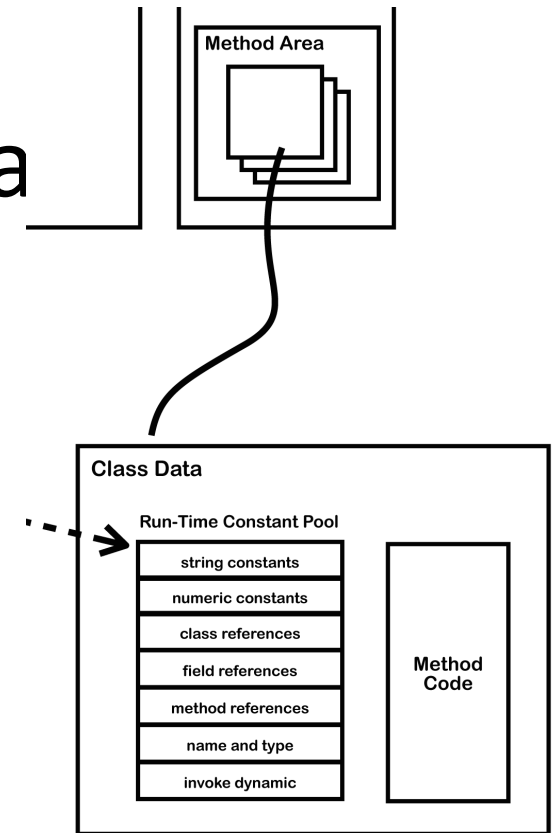 Method Area
a
Class Data
Run-Time Constant Pool
string constants
numeric constants
class references
field references
method references
name and type
invoke dynamic
Method
Code